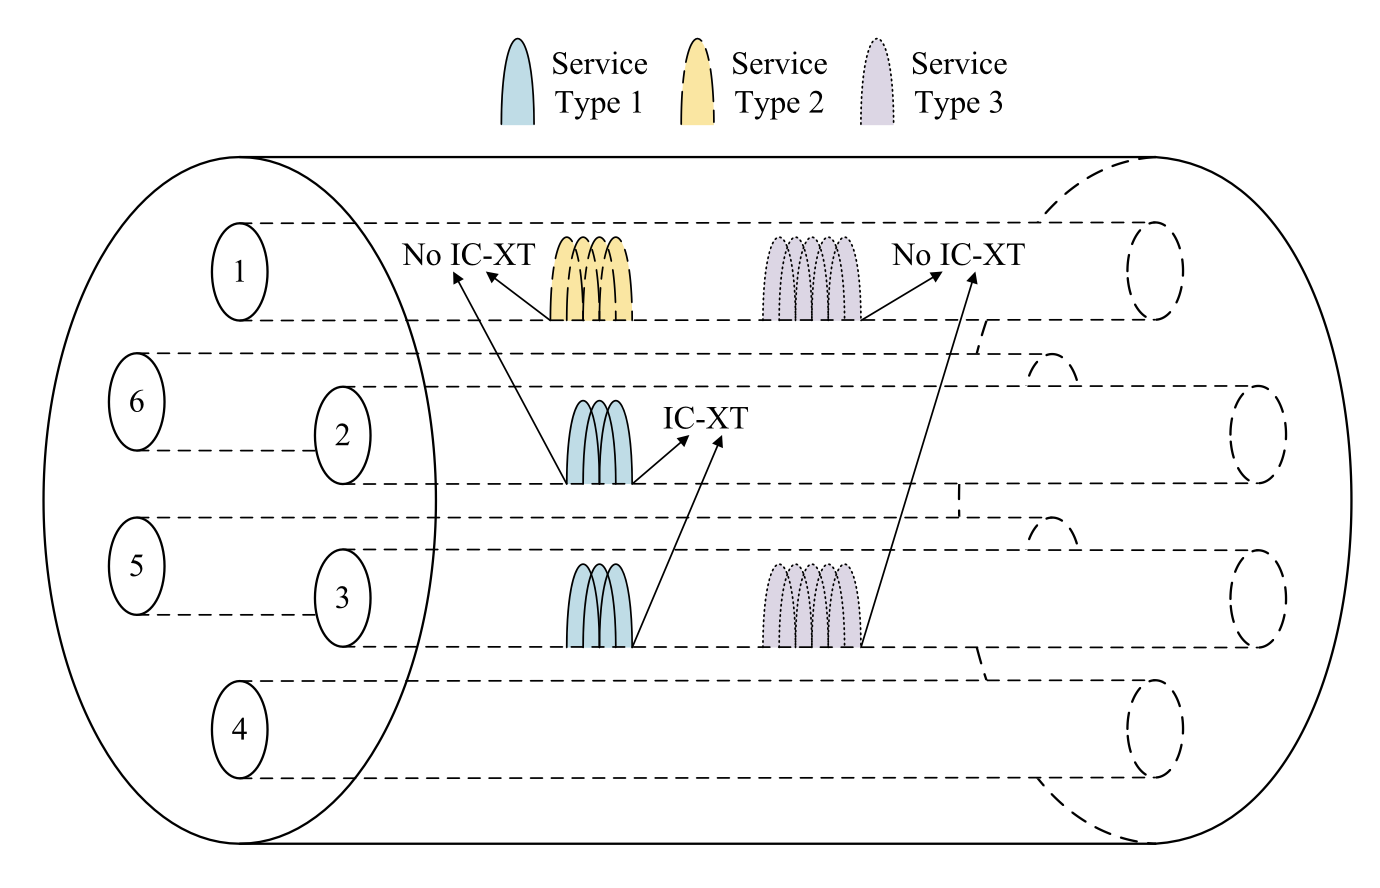 Service
Type 1
Service
Type 2
Service
Type 3
1
No IC-XT
No IC-XT
6
2
IC-XT
5
3
4